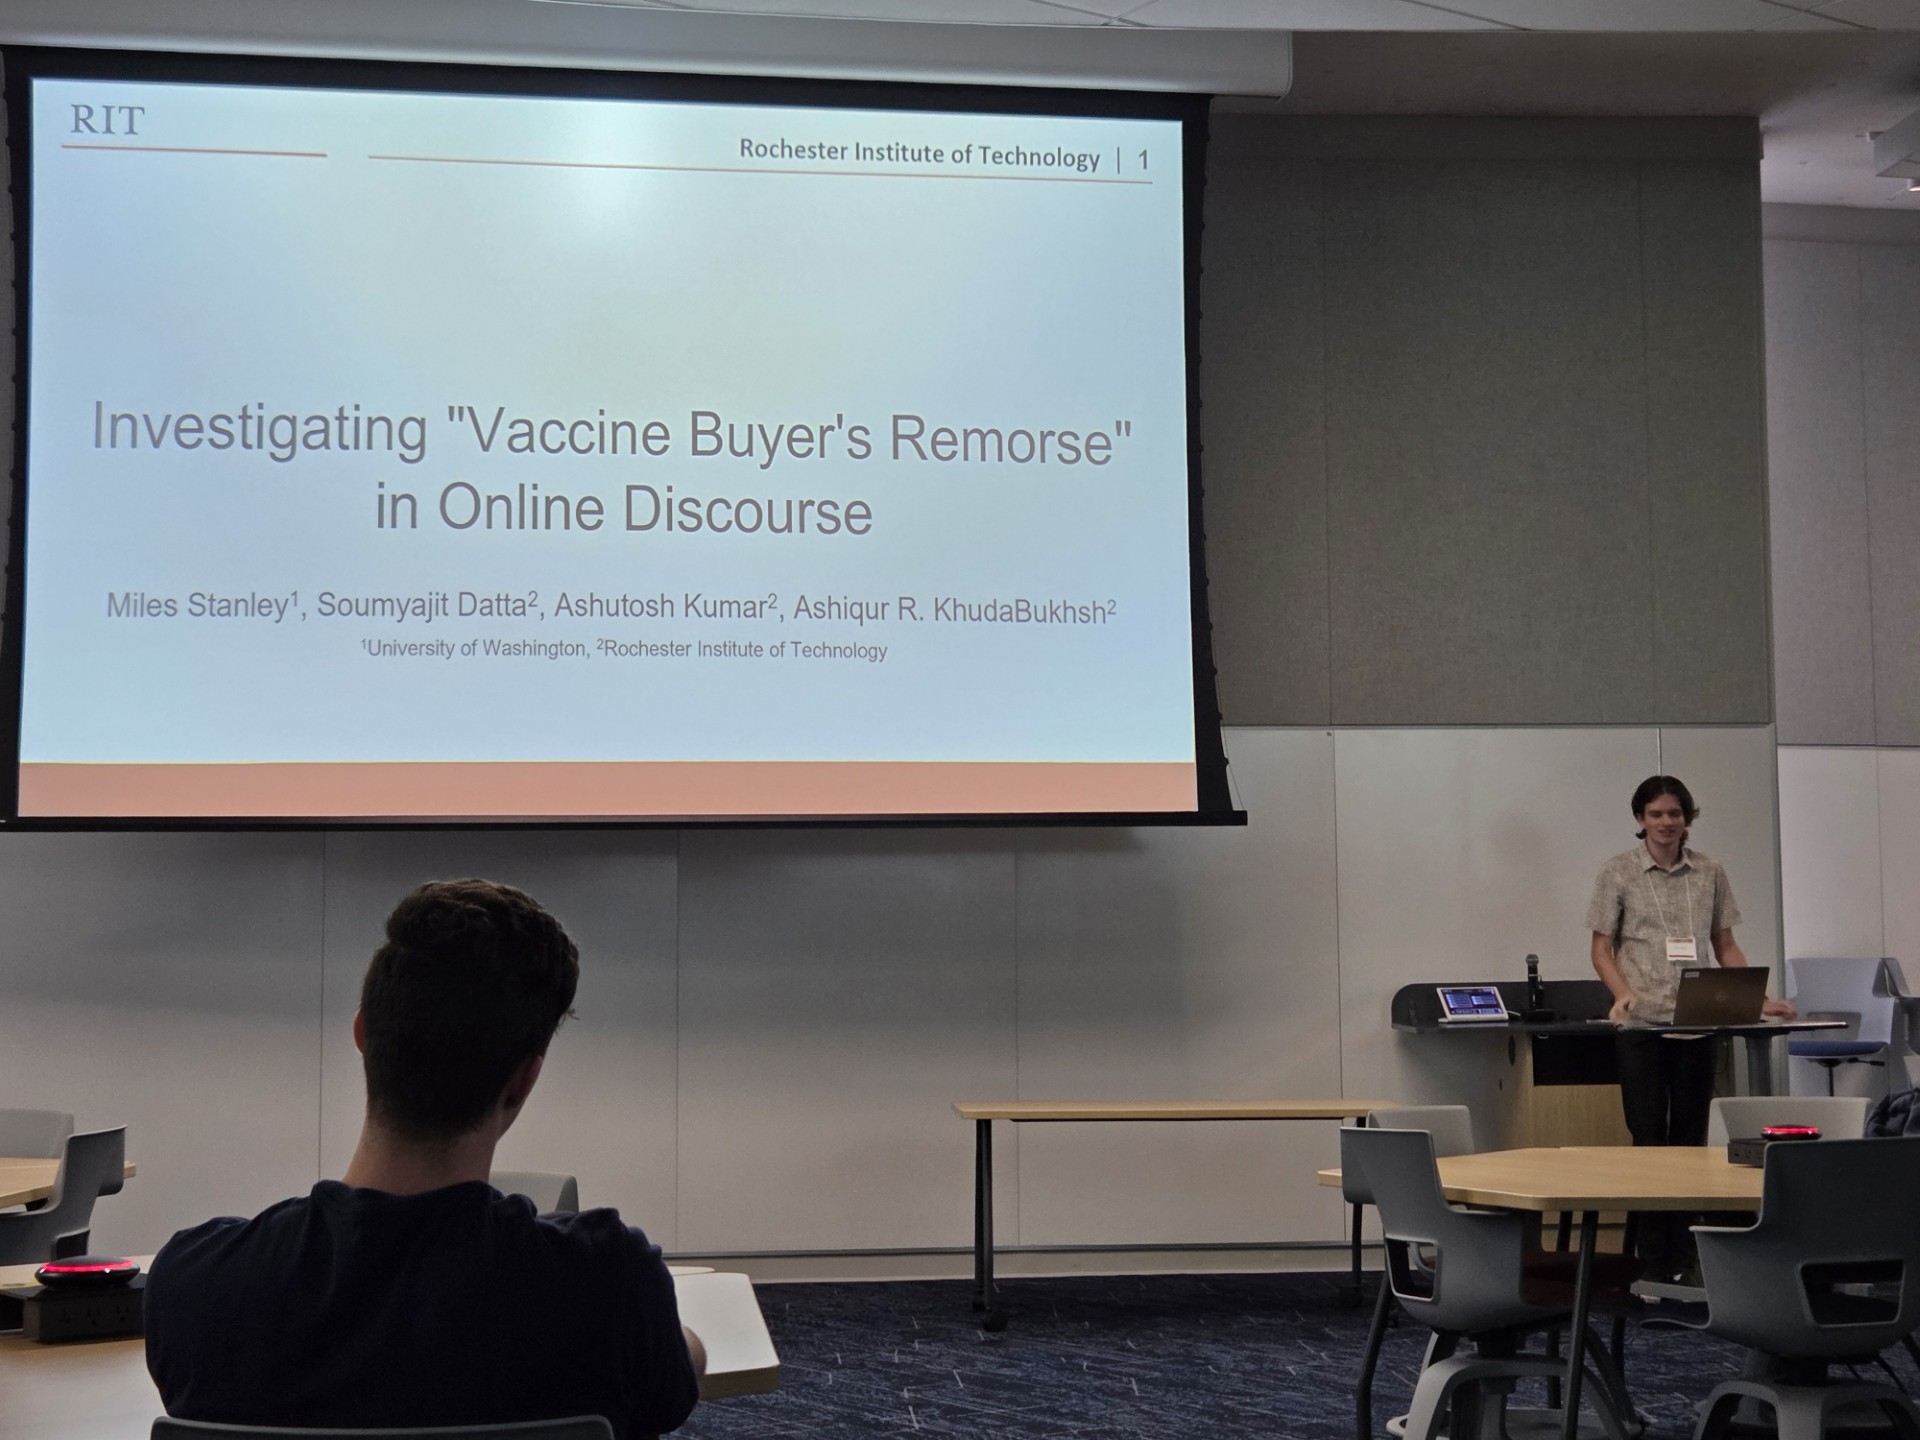 RIT
Rochester Institute of Technology | 1
Investigating "Vaccine Buyer's Remorse"
in Online Discourse
Miles Stanley¹, Soumyajit Datta², Ashutosh Kumar², Ashiqur R. KhudaBukhsh²
¹University of Washington, ²Rochester Institute of Technology